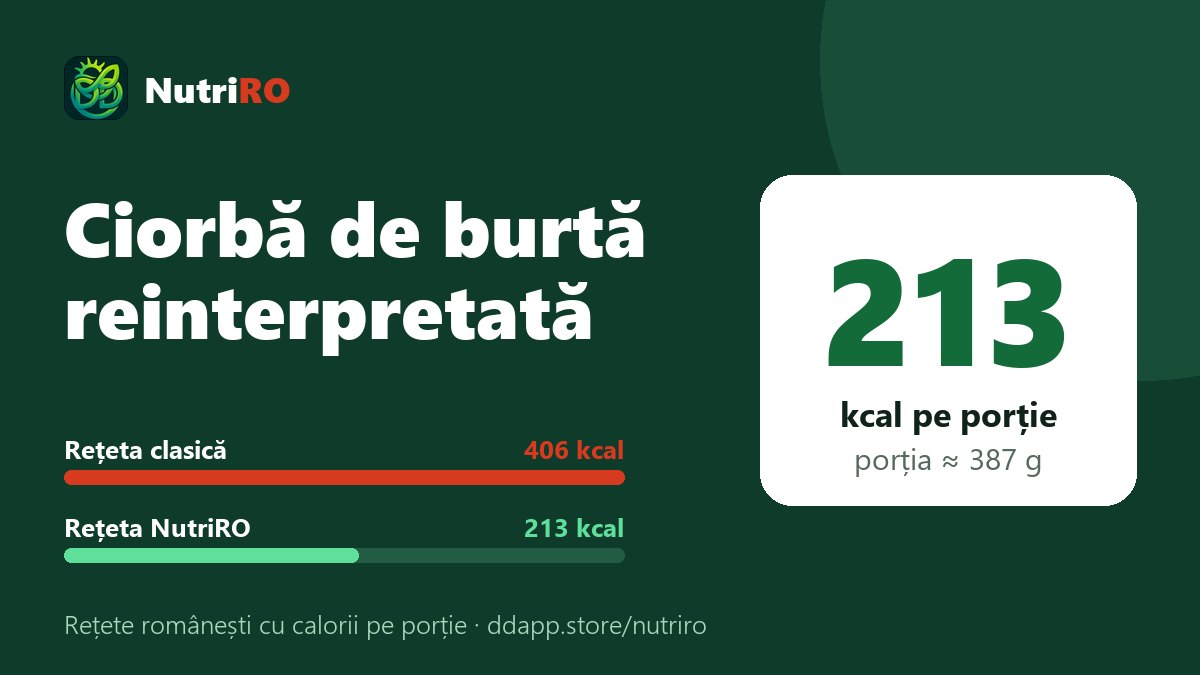 NutriRO
Ciorbă de burtă
reinterpretată
Rețeta clasică 406 kcal
Rețeta NutriRO 213 kcal
213
kcal pe porție
porția ≈ 387 g
Rețete românești cu calorii pe porție · ddapp.store/nutriro